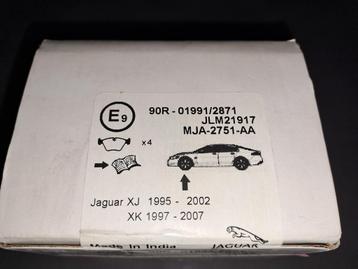 E9
90R - 01991/2871
JLM21917
MJA-2751-AA
x4
Jaguar XJ 1995 - 2002
XK 1997 - 2007
Made In India
JAGUAR